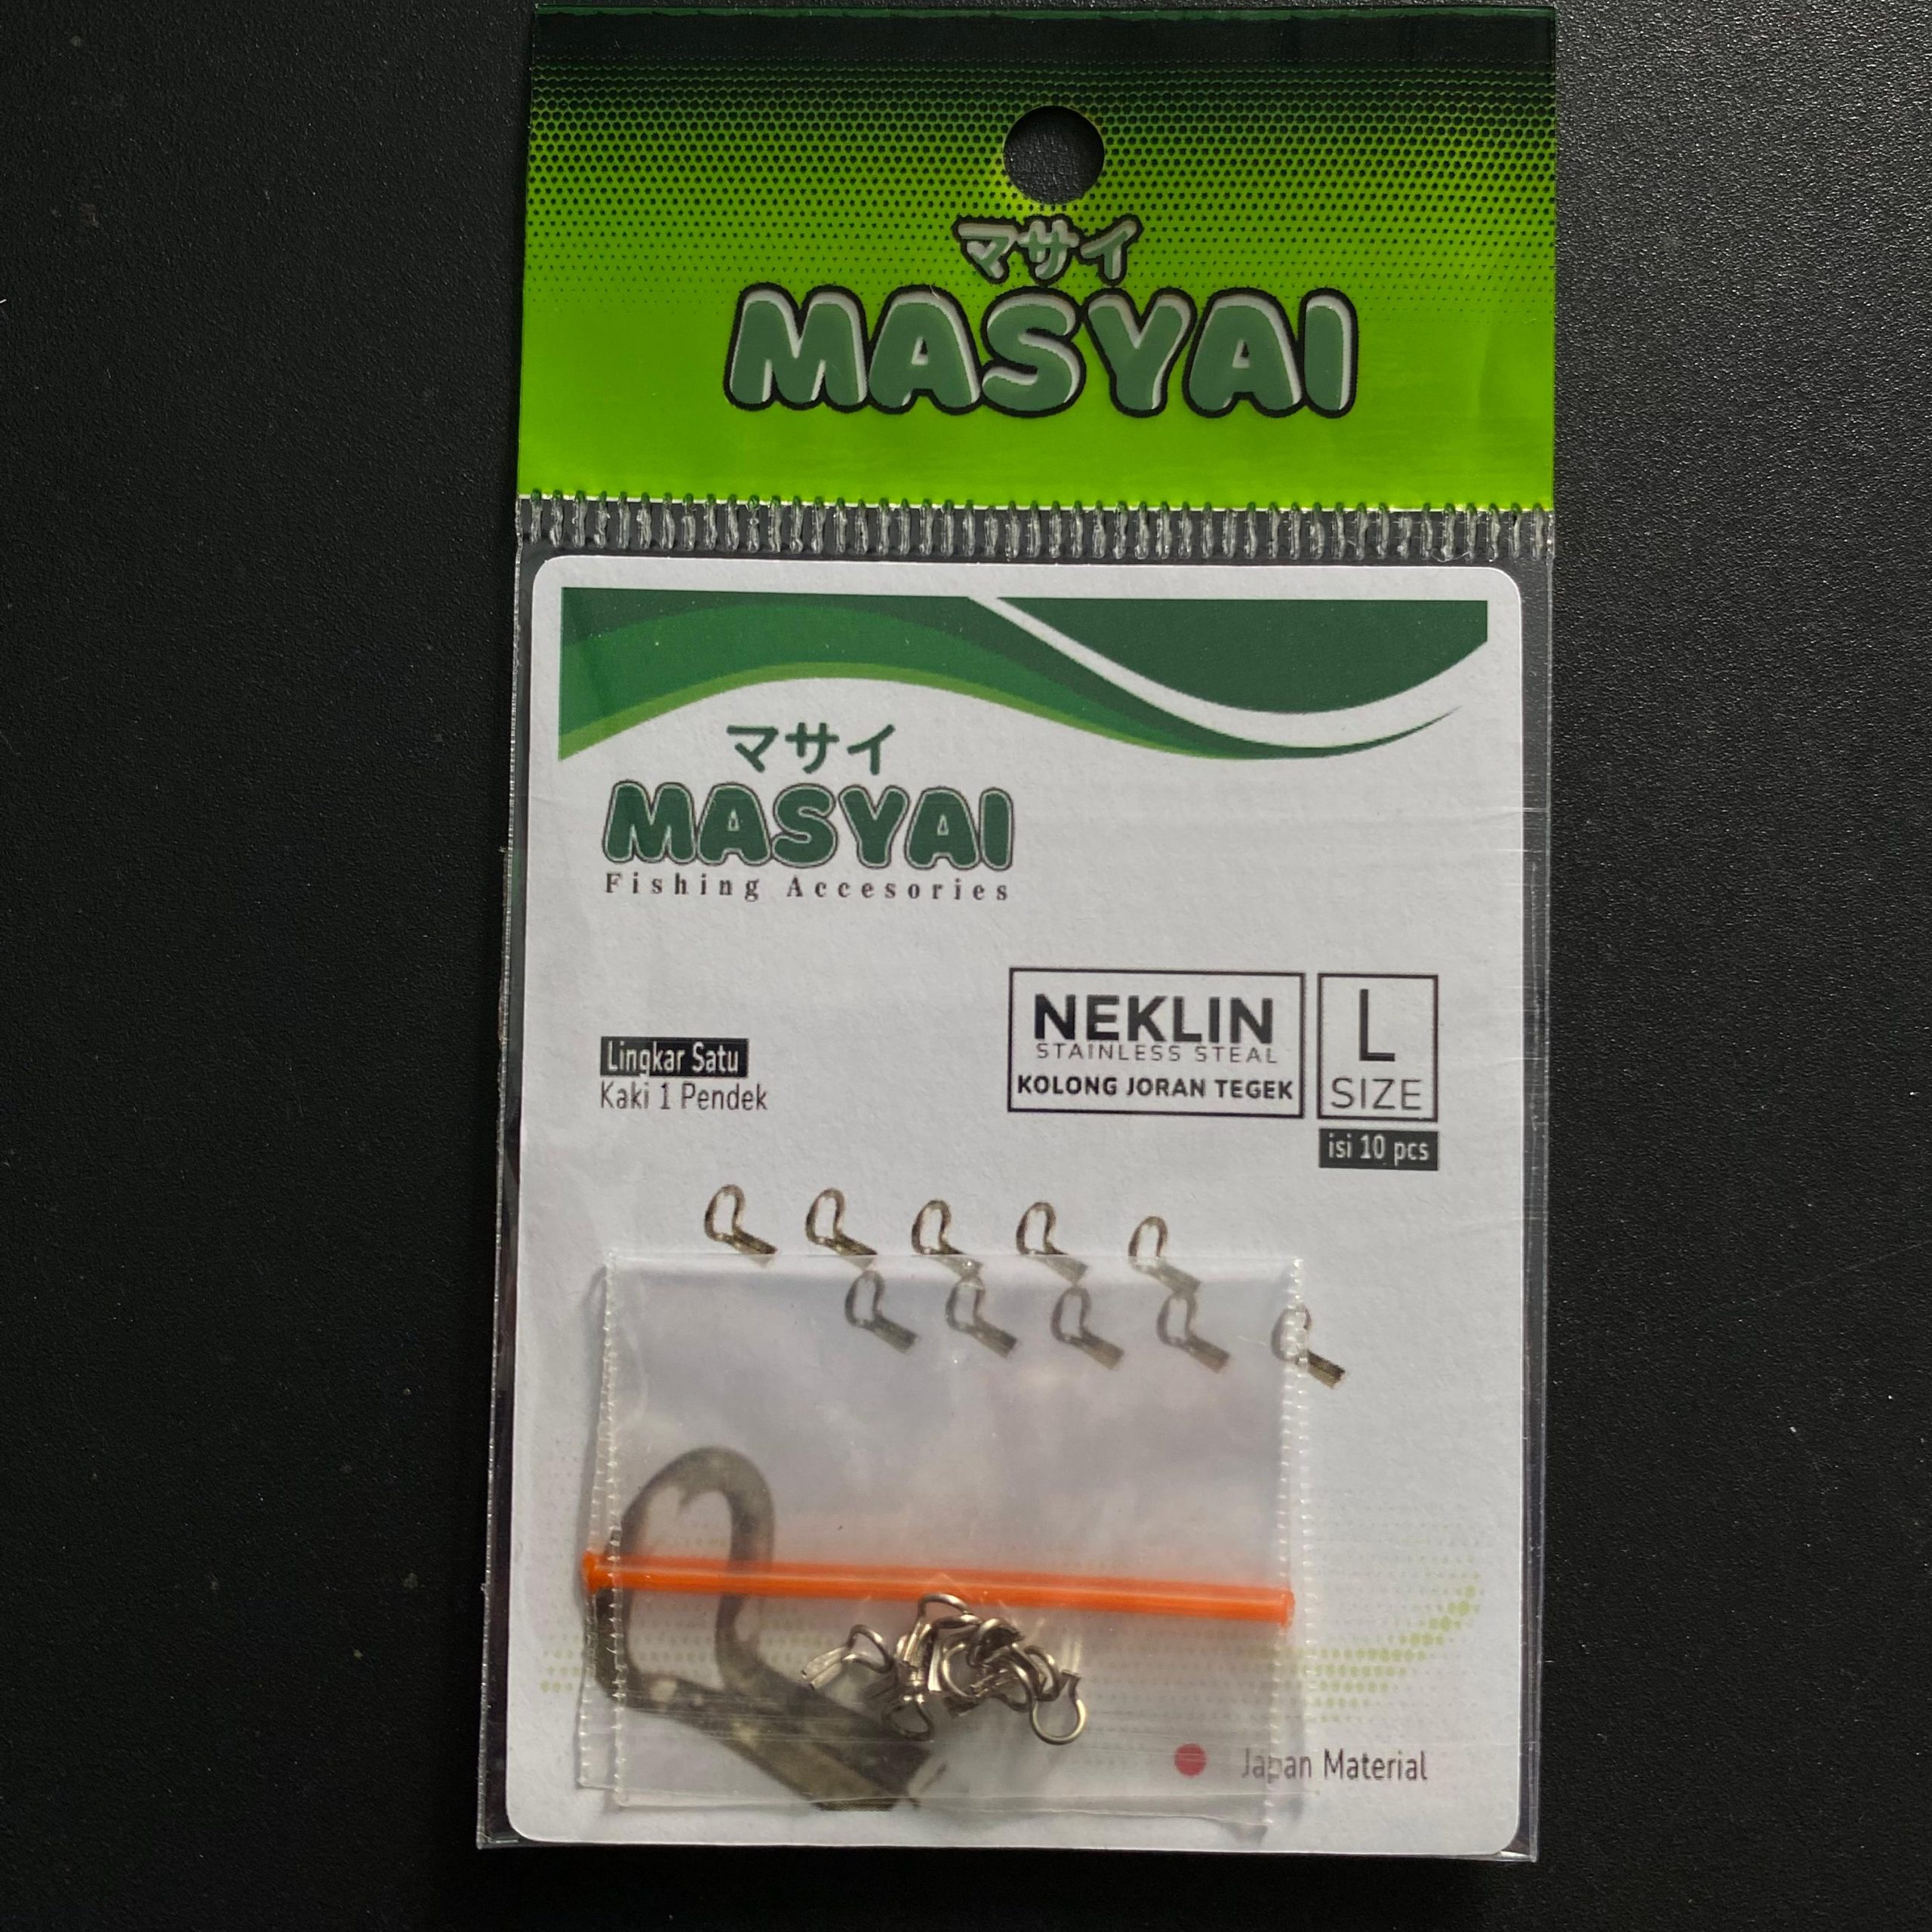 マサイ
MASYAI
マサイ
MASYAI
Fishing Accesories
NEKLIN
STAINLESS STEAL
KOLONG JORAN TEGEK
L
SIZE
isi 10 pcs
Lingkar Satu
Kaki 1 Pendek
Japan Material